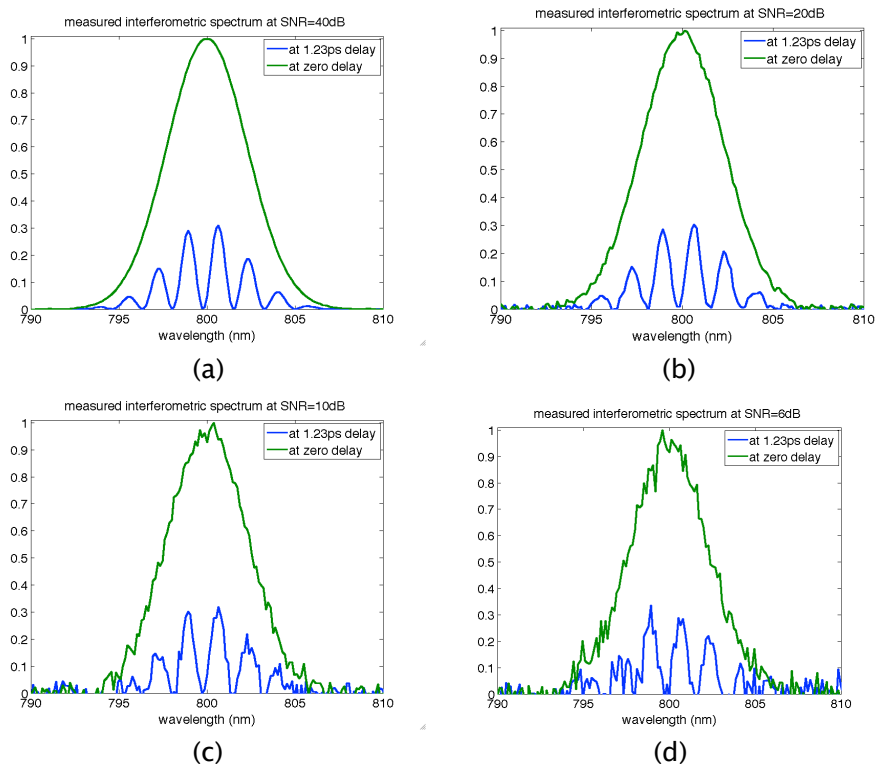 measured interferometric spectrum at SNR=40dB
1
0.9
0.8
0.7
0.6
0.5
0.4
0.3
0.2
0.1
0
790 795 800 805 810
wavelength (nm)
at 1.23ps delay
at zero delay
(a)
measured interferometric spectrum at SNR=20dB
1
0.9
0.8
0.7
0.6
0.5
0.4
0.3
0.2
0.1
0
790 795 800 805 810
wavelength (nm)
at 1.23ps delay
at zero delay
(b)
measured interferometric spectrum at SNR=10dB
1
0.9
0.8
0.7
0.6
0.5
0.4
0.3
0.2
0.1
0
790 795 800 805 810
wavelength (nm)
at 1.23ps delay
at zero delay
(c)
measured interferometric spectrum at SNR=6dB
1
0.9
0.8
0.7
0.6
0.5
0.4
0.3
0.2
0.1
0
790 795 800 805 810
wavelength (nm)
at 1.23ps delay
at zero delay
(d)